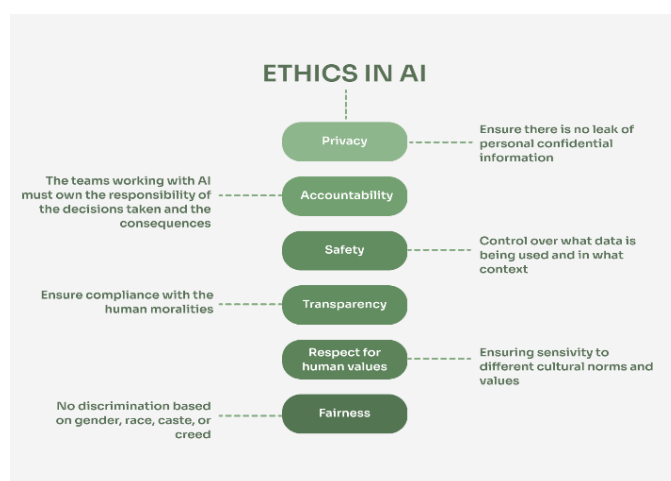 ETHICS IN AI
Privacy
Ensure there is no leak of
personal confidential
information
The teams working with AI
must own the responsibility of
the decisions taken and the
consequences
Accountability
Safety
Control over what data is
being used and in what
context
Ensure compliance with the
human moralities
Transparency
Respect for
human values
Ensuring sensivity to
different cultural norms and
values
No discrimination based
on gender, race, caste, or
creed
Fairness